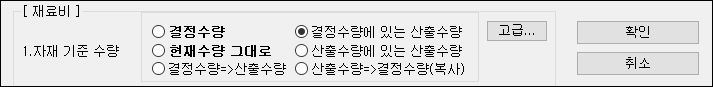 [ 재료비 ]
1.자재 기준 수량
결정수량 결정수량에 있는 산출수량
현재수량 그대로 산출수량에 있는 산출수량
결정수량=>산출수량 산출수량=>결정수량(복사)
고급...
확인
취소